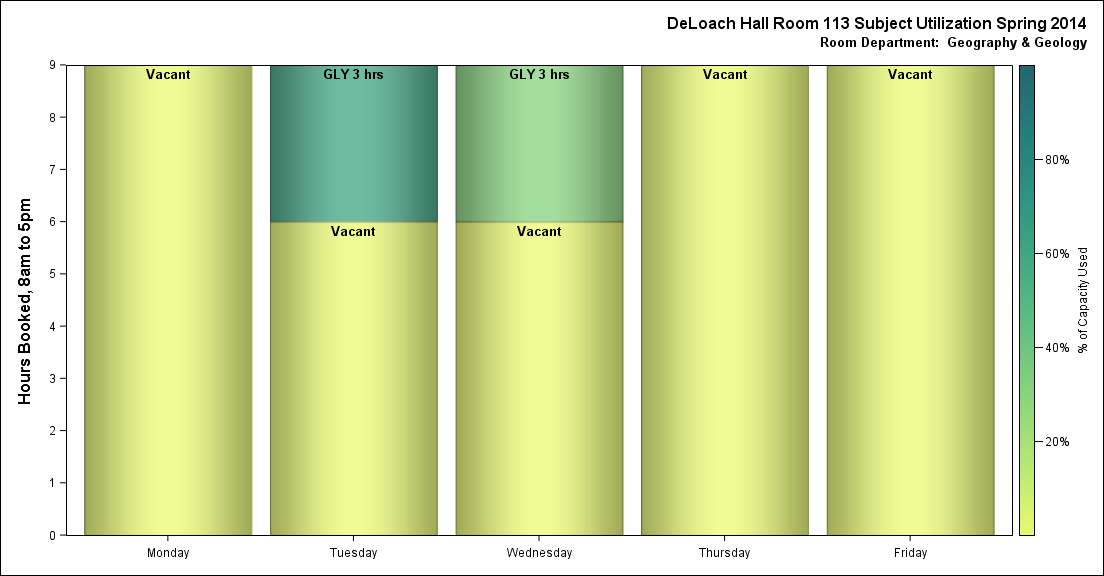 DeLoach Hall Room 113 Subject Utilization Spring 2014
Room Department: Geography & Geology
Hours Booked, 8am to 5pm
9
8
7
6
5
4
3
2
1
0
Vacant
GLY 3 hrs
GLY 3 hrs
Vacant
Vacant
Vacant
Vacant
Monday
Tuesday
Wednesday
Thursday
Friday
80%
60%
40%
20%
% of Capacity Used